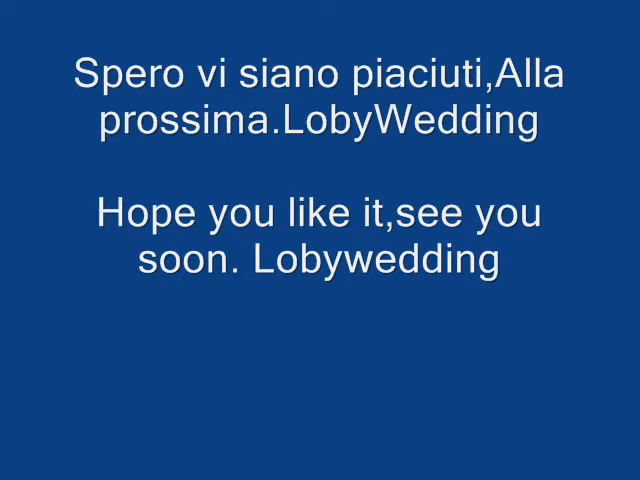 Spero vi siano piaciuti,Alla
prossima.LobyWedding
Hope you like it,see you
soon. Lobywedding